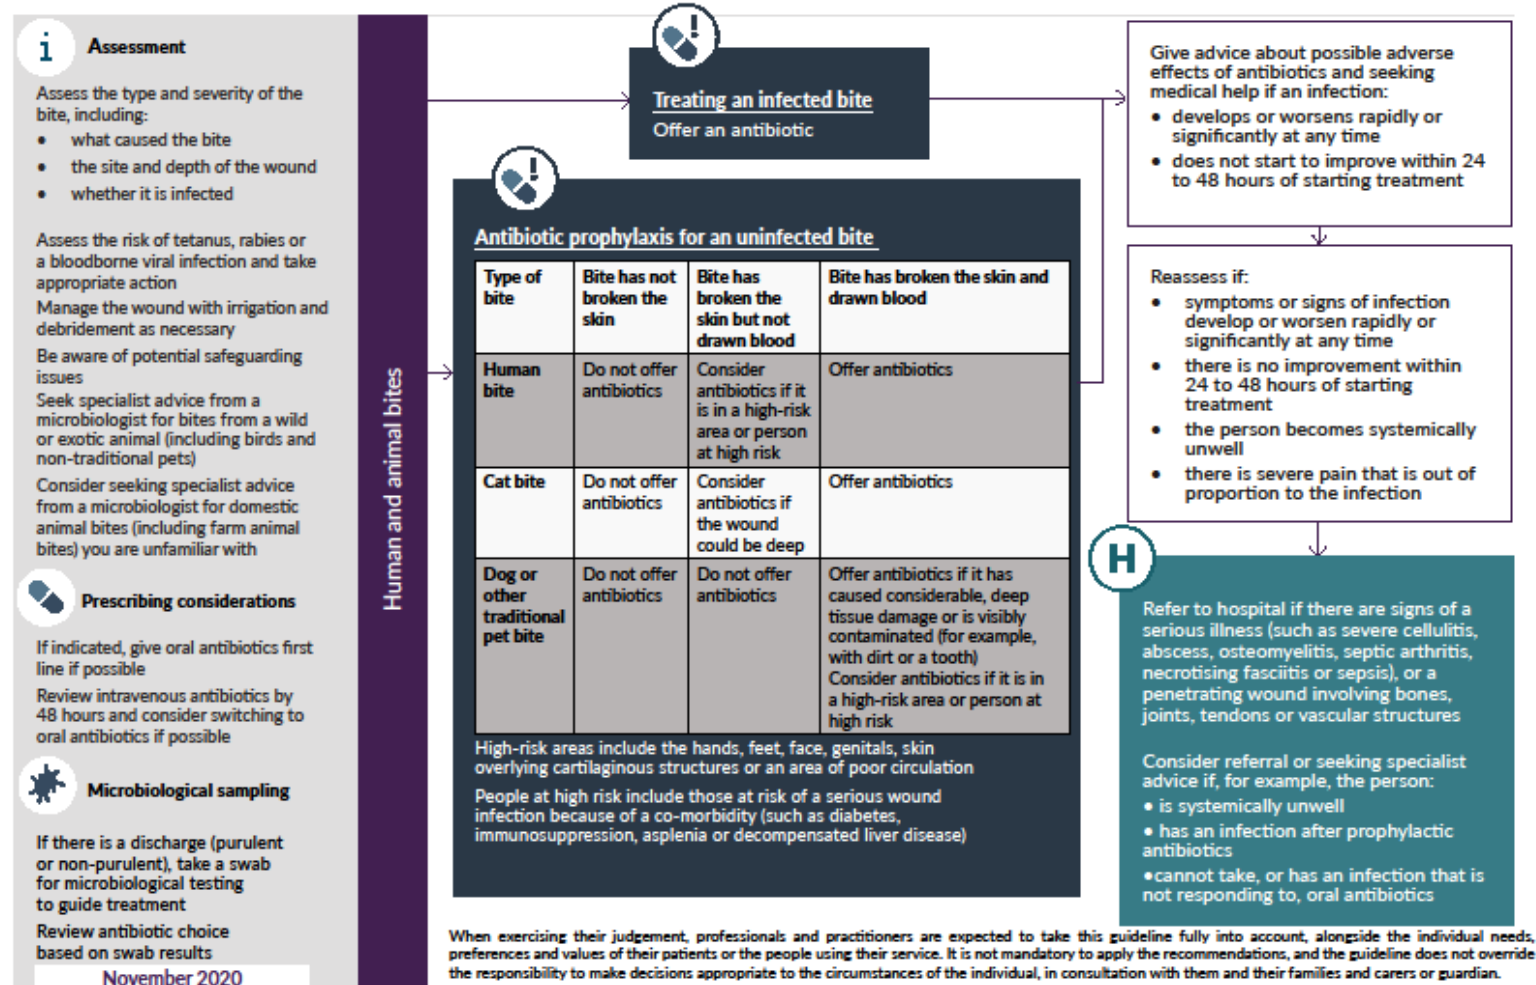 i
Assessment
Assess the type and severity of the
bite, including:
• what caused the bite
• the site and depth of the wound
• whether it is infected
Assess the risk of tetanus, rabies or
a bloodborne viral infection and take
appropriate action
Manage the wound with irrigation and
debridement as necessary
Be aware of potential safeguarding
issues
Seek specialist advice from a
microbiologist for bites from a wild
or exotic animal (including birds and
non-traditional pets)
Consider seeking specialist advice
from a microbiologist for domestic
animal bites (including farm animal
bites) you are unfamiliar with
Prescribing considerations
If indicated, give oral antibiotics first
line if possible
Review intravenous antibiotics by
48 hours and consider switching to
oral antibiotics if possible
Microbiological sampling
If there is a discharge (purulent
or non-purulent), take a swab
for microbiological testing
to guide treatment
Review antibiotic choice
based on swab results
November 2020
Human and animal bites
!
Treating an infected bite
Offer an antibiotic
!
Antibiotic prophylaxis for an uninfected bite
Type of
bite
Bite has not
broken the
skin
Bite has
broken the
skin but not
drawn blood
Bite has broken the skin and
drawn blood
Human
bite
Do not offer
antibiotics
Consider
antibiotics if it
is in a high-risk
area or person
at high risk
Offer antibiotics
Cat bite
Do not offer
antibiotics
Consider
antibiotics if
the wound
could be deep
Offer antibiotics
Dog or
other
traditional
pet bite
Do not offer
antibiotics
Do not offer
antibiotics
Offer antibiotics if it has
caused considerable, deep
tissue damage or is visibly
contaminated (for example,
with dirt or a tooth)
Consider antibiotics if it is in
a high-risk area or person at
high risk
High-risk areas include the hands, feet, face, genitals, skin
overlying cartilaginous structures or an area of poor circulation
People at high risk include those at risk of a serious wound
infection because of a co-morbidity (such as diabetes,
immunosuppression, asplenia or decompensated liver disease)
Give advice about possible adverse
effects of antibiotics and seeking
medical help if an infection:
• develops or worsens rapidly or
significantly at any time
• does not start to improve within 24
to 48 hours of starting treatment
Reassess if:
• symptoms or signs of infection
develop or worsen rapidly or
significantly at any time
• there is no improvement within
24 to 48 hours of starting
treatment
• the person becomes systemically
unwell
• there is severe pain that is out of
proportion to the infection
H
Refer to hospital if there are signs of a
serious illness (such as severe cellulitis,
abscess, osteomyelitis, septic arthritis,
necrotising fasciitis or sepsis), or a
penetrating wound involving bones,
joints, tendons or vascular structures
Consider referral or seeking specialist
advice if, for example, the person:
• is systemically unwell
• has an infection after prophylactic
antibiotics
•cannot take, or has an infection that is
not responding to, oral antibiotics
When exercising their judgement, professionals and practitioners are expected to take this guideline fully into account, alongside the individual needs,
preferences and values of their patients or the people using their service. It is not mandatory to apply the recommendations, and the guideline does not override
the responsibility to make decisions appropriate to the circumstances of the individual, in consultation with them and their families and carers or guardian.